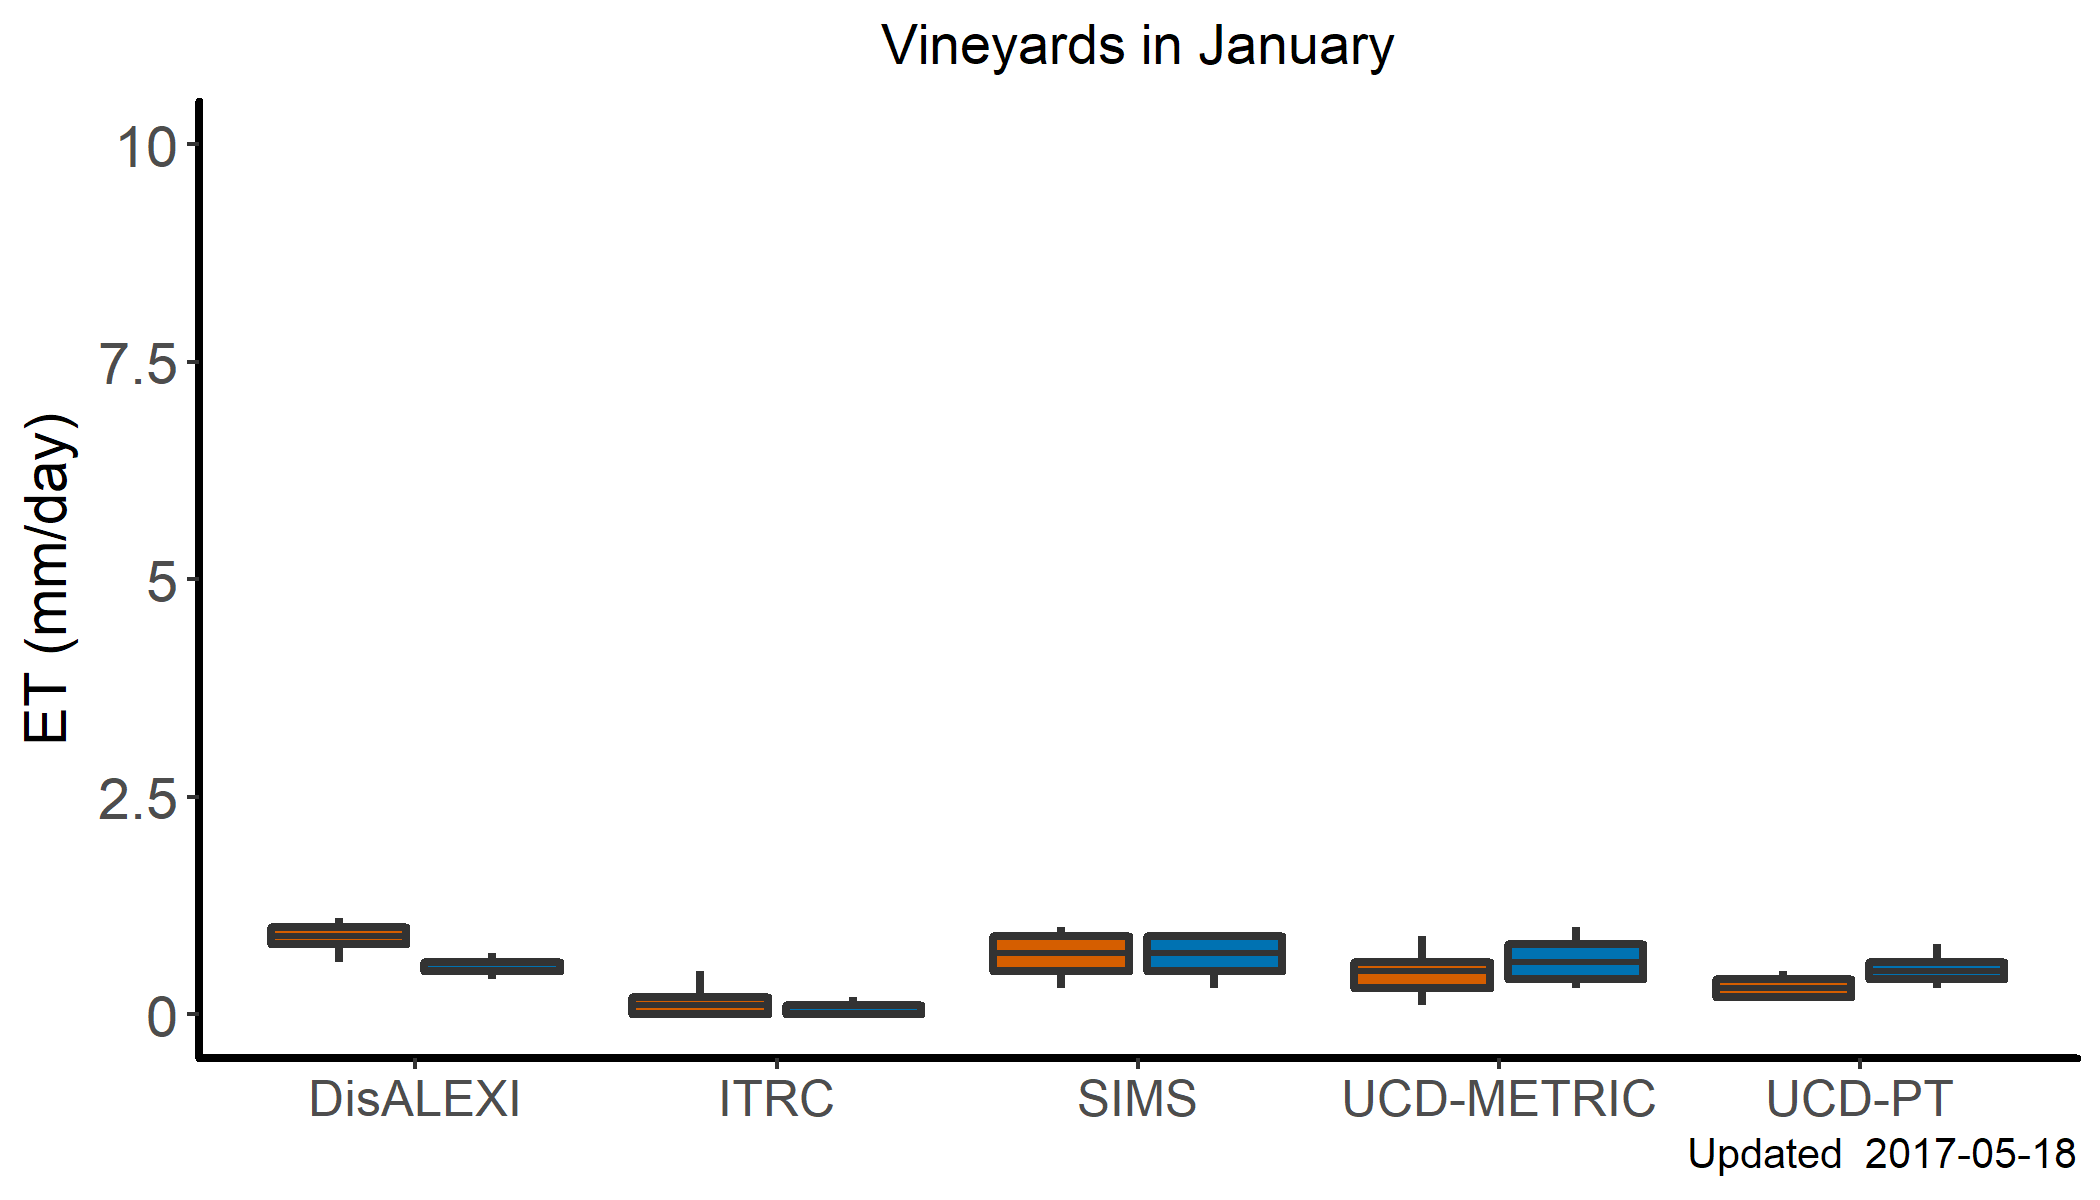 Vineyards in January
10
7.5
5
2.5
0
ET (mm/day)
DisALEXI ITRC SIMS UCD-METRIC UCD-PT
Updated 2017-05-18